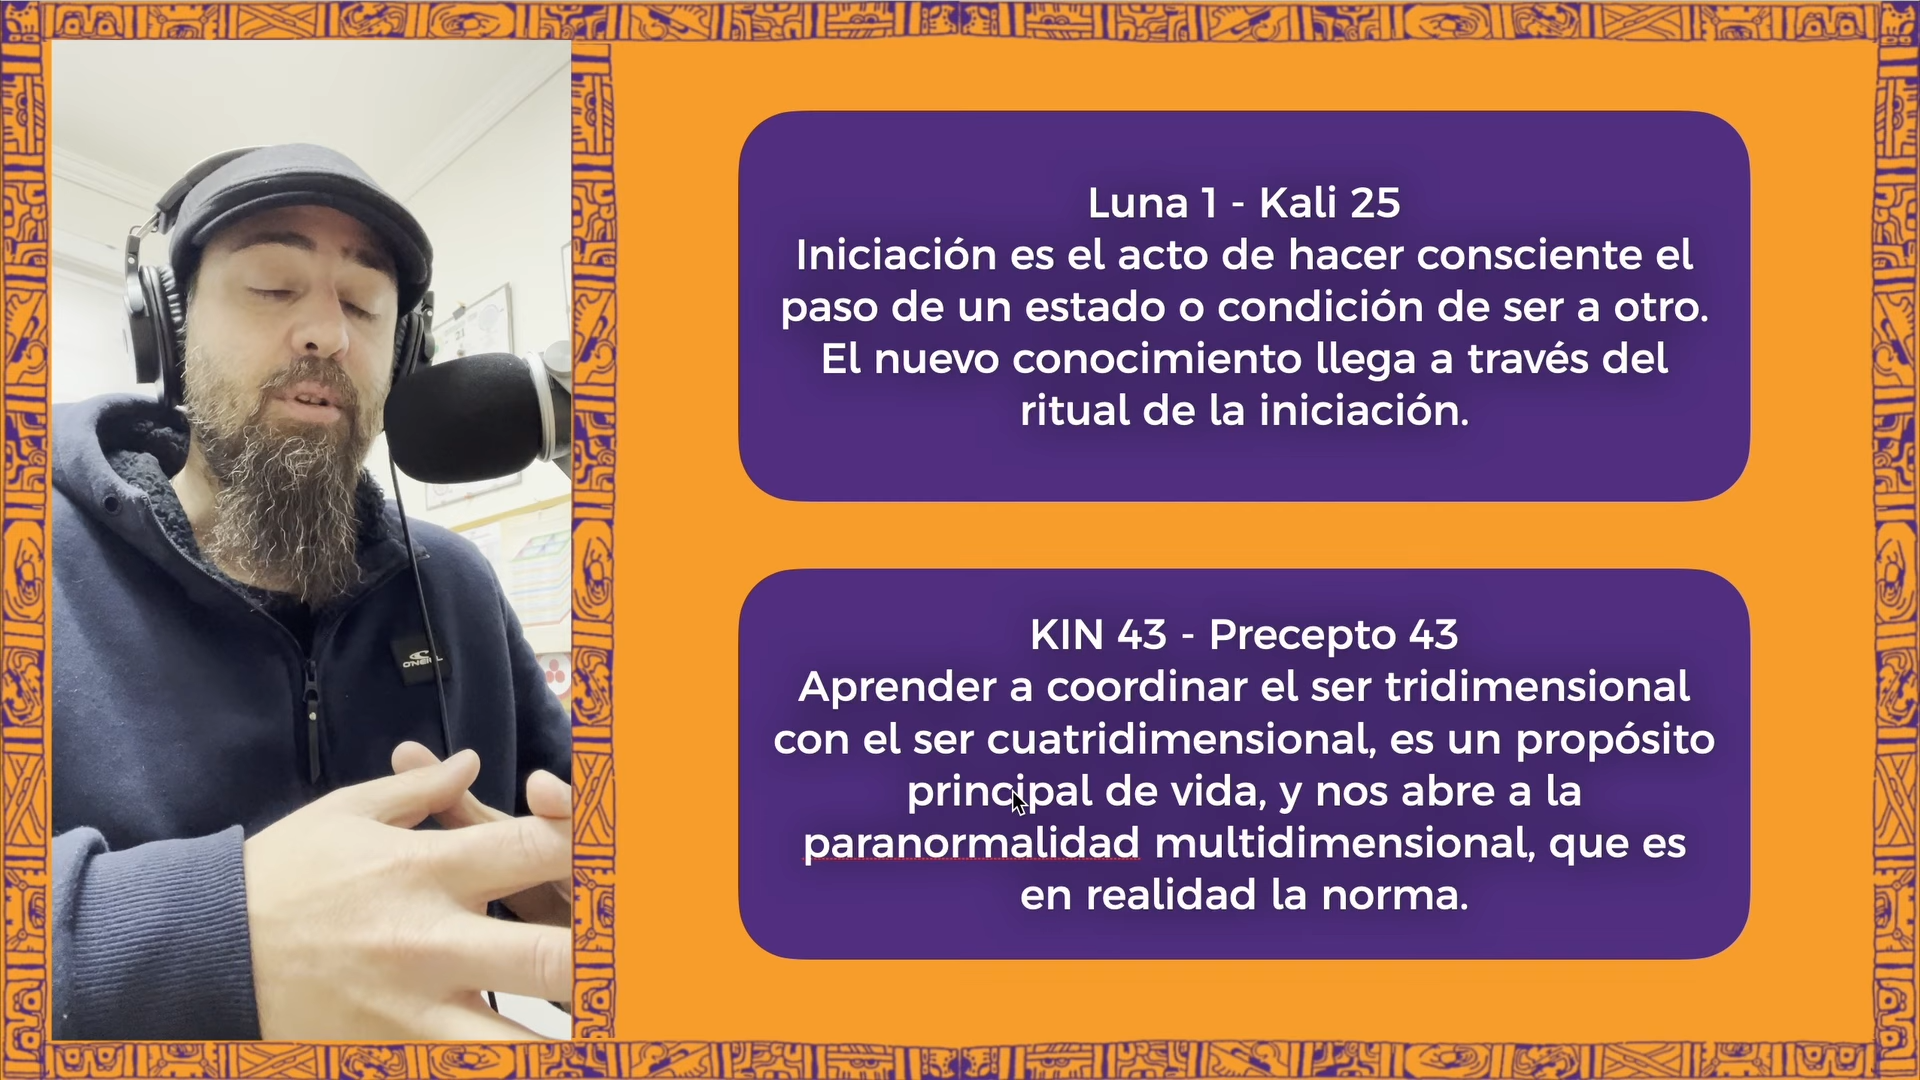 Luna 1 - Kali 25
Iniciación es el acto de hacer consciente el
paso de un estado o condición de ser a otro.
El nuevo conocimiento llega a través del
ritual de la iniciación.
KIN 43 - Precepto 43
Aprender a coordinar el ser tridimensional
con el ser cuatridimensional, es un propósito
principal de vida, y nos abre a la
paranormalidad multidimensional, que es
en realidad la norma.
O'NEILL